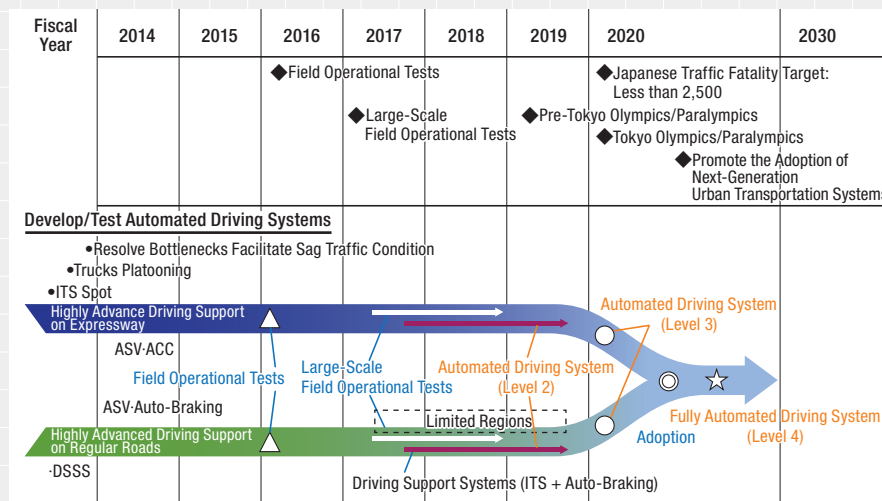 Fiscal
Year
2014
2015
2016
2017
2018
2019
2020
2030
◆Field Operational Tests
◆Large-Scale
Field Operational Tests
◆Pre-Tokyo Olympics/Paralympics
◆Japanese Traffic Fatality Target:
Less than 2,500
◆Tokyo Olympics/Paralympics
◆Promote the Adoption of
Next-Generation
Urban Transportation Systems
Develop/Test Automated Driving Systems
•Resolve Bottlenecks Facilitate Sag Traffic Condition
•Trucks Platooning
•ITS Spot
Highly Advance Driving Support
on Expressway
ASV·ACC
Field Operational Tests
Large-Scale
Field Operational Tests
Automated Driving System
(Level 2)
Automated Driving System
(Level 3)
ASV·Auto-Braking
Limited Regions
Highly Advanced Driving Support
on Regular Roads
·DSSS
Driving Support Systems (ITS + Auto-Braking)
Adoption
Fully Automated Driving System
(Level 4)